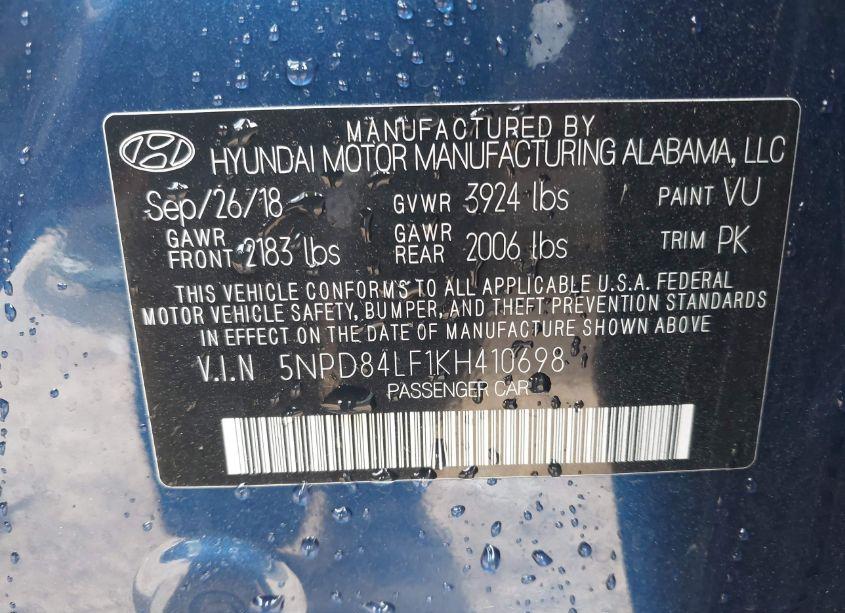 MANUFACTURED BY
HYUNDAI MOTOR MANUFACTURING ALABAMA, LLC
Sep/26/18 GVWR 3924 lbs PAINT VU
GAWR FRONT 2183 lbs GAWR REAR 2006 lbs TRIM PK
THIS VEHICLE CONFORMS TO ALL APPLICABLE U.S.A. FEDERAL
MOTOR VEHICLE SAFETY, BUMPER, AND THEFT PREVENTION STANDARDS
IN EFFECT ON THE DATE OF MANUFACTURE SHOWN ABOVE
V.I.N 5NPD84LF1KH410698
PASSENGER CAR